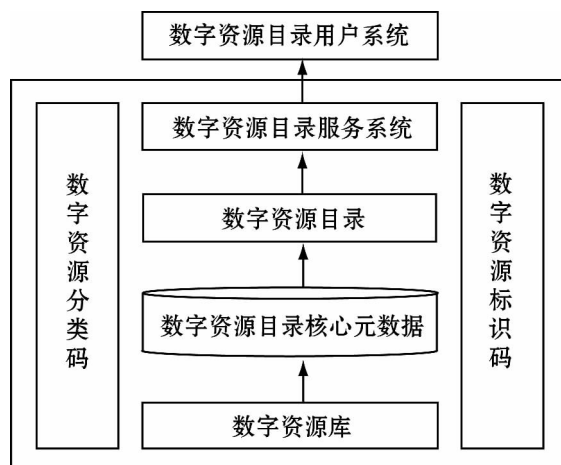 数字资源目录用户系统
数字资源分类码
数字资源目录服务系统
数字资源目录
数字资源目录核心元数据
数字资源库
数字资源标识码